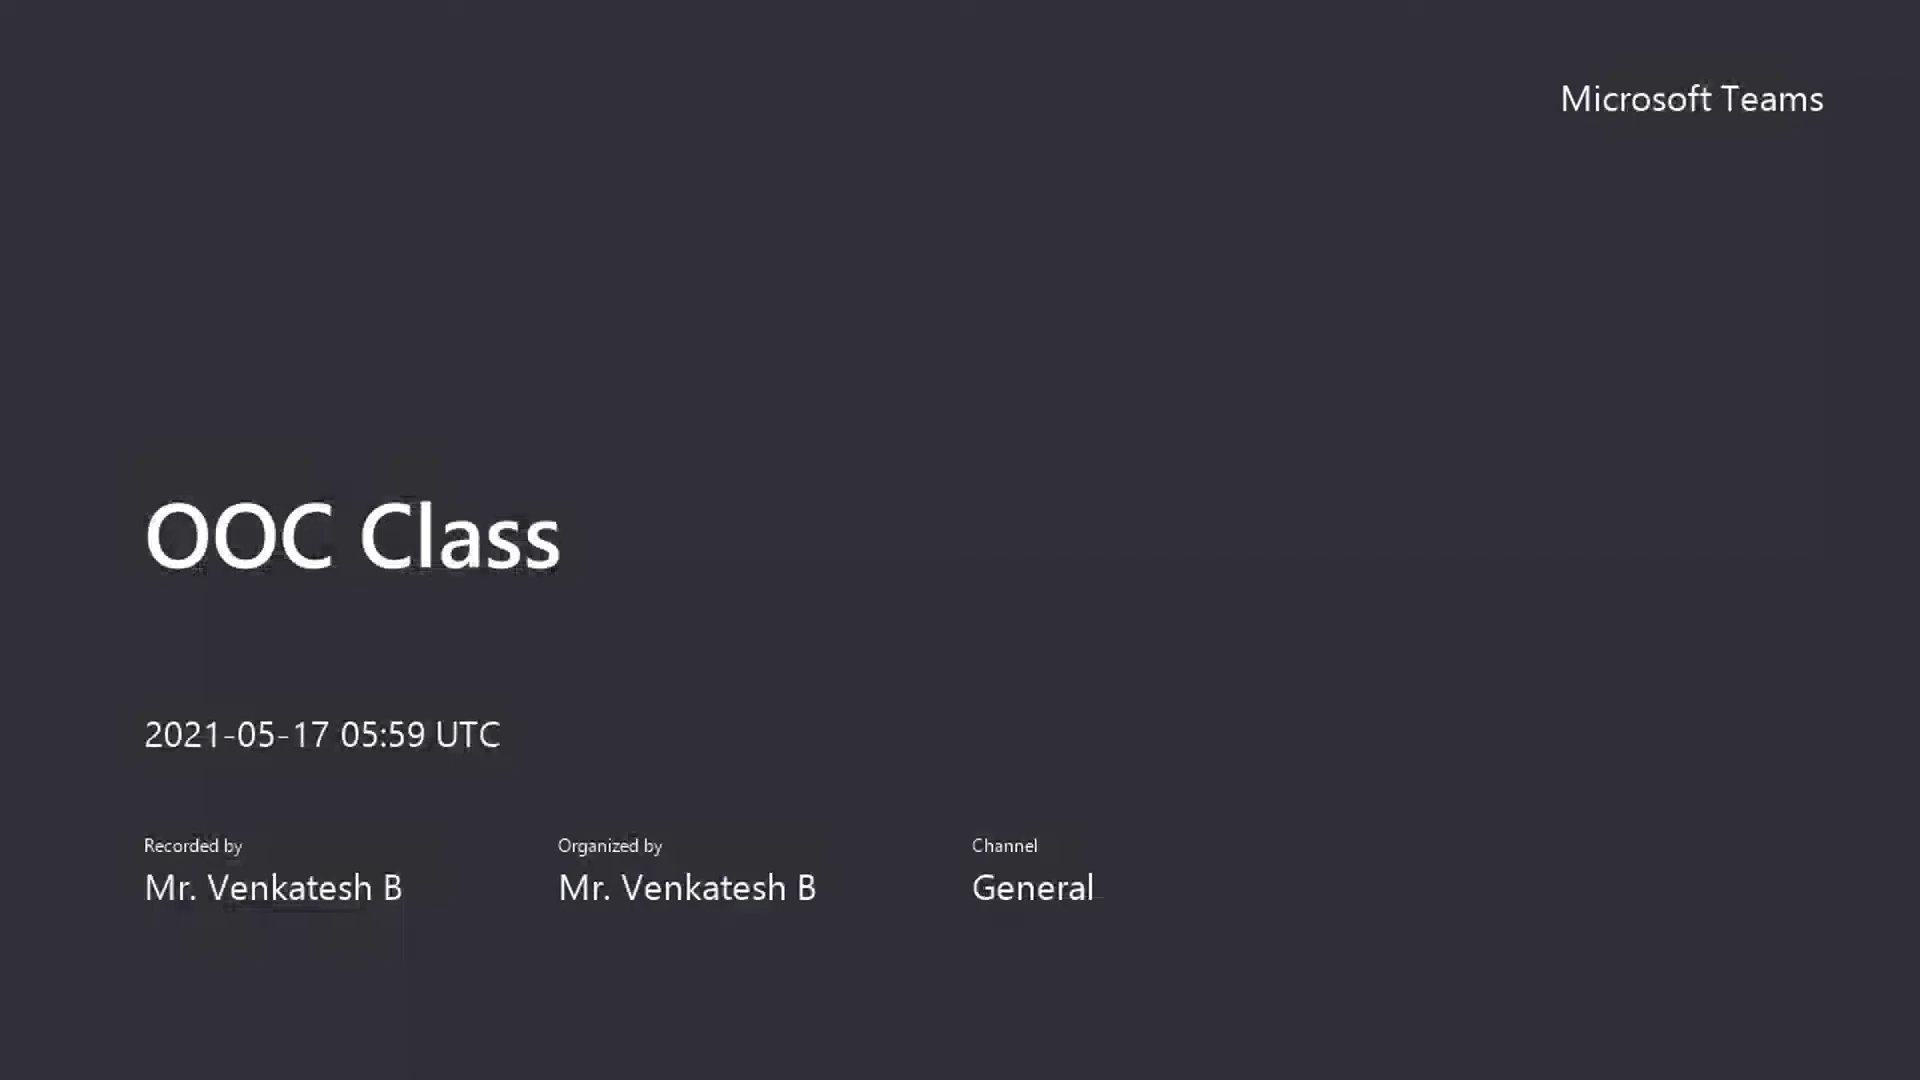 Microsoft Teams
OOC Class
2021-05-17 05:59 UTC
Recorded by
Mr. Venkatesh B
Organized by
Mr. Venkatesh B
Channel
General